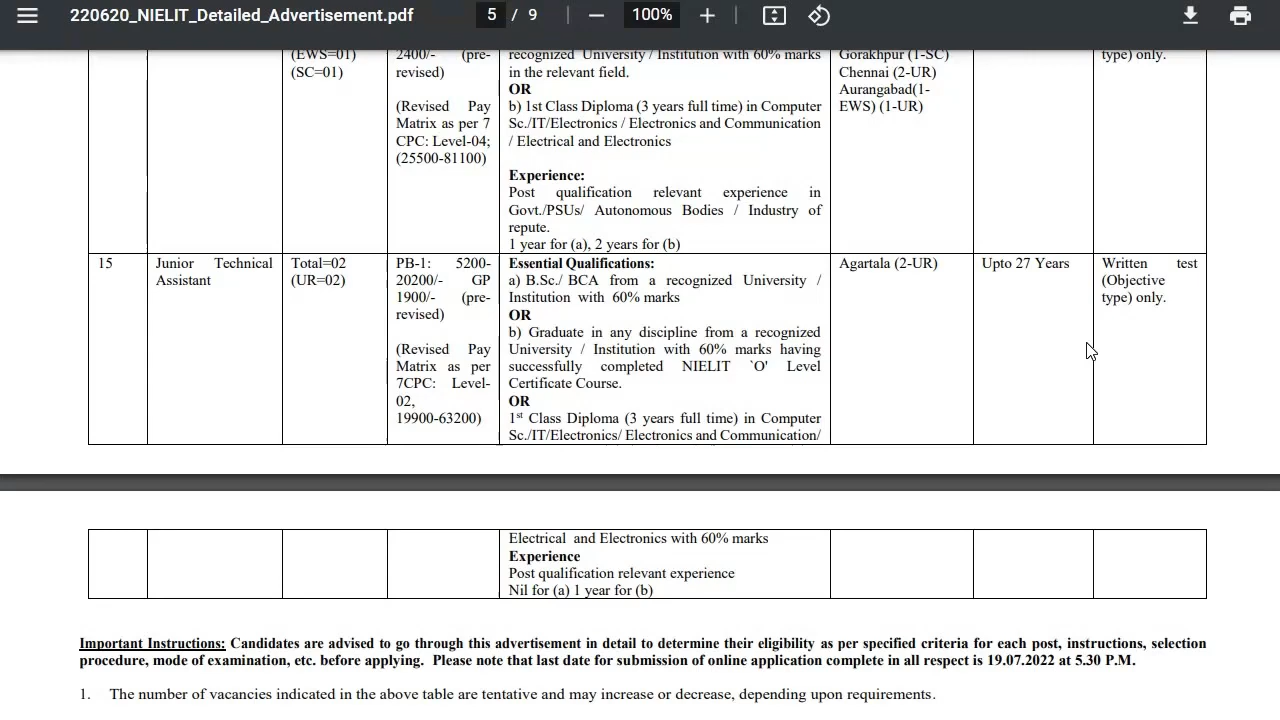 220620_NIELIT_Detailed_Advertisement.pdf
5 / 9
100%
(EWS=01)
(SC=01)
2400/- (pre-
revised)
(Revised Pay
Matrix as per 7
CPC: Level-04;
(25500-81100)
recognized University / Institution with 60% marks
in the relevant field.
OR
b) 1st Class Diploma (3 years full time) in Computer
Sc./IT/Electronics / Electronics and Communication
/ Electrical and Electronics
Experience:
Post qualification relevant experience in
Govt./PSUs/ Autonomous Bodies / Industry of
repute.
1 year for (a), 2 years for (b)
Gorakhpur (1-SC)
Chennai (2-UR)
Aurangabad(1-
EWS) (1-UR)
type) only.
15
Junior Technical
Assistant
Total=02
(UR=02)
PB-1: 5200-
20200/- GP
1900/- (pre-
revised)
(Revised Pay
Matrix as per
7CPC: Level-
02,
19900-63200)
Essential Qualifications:
a) B.Sc./ BCA from a recognized University /
Institution with 60% marks
OR
b) Graduate in any discipline from a recognized
University / Institution with 60% marks having
successfully completed NIELIT `O' Level
Certificate Course.
OR
1st Class Diploma (3 years full time) in Computer
Sc./IT/Electronics/ Electronics and Communication/
Agartala (2-UR)
Upto 27 Years
Written test
(Objective
type) only.
Electrical and Electronics with 60% marks
Experience
Post qualification relevant experience
Nil for (a) 1 year for (b)
Important Instructions: Candidates are advised to go through this advertisement in detail to determine their eligibility as per specified criteria for each post, instructions, selection
procedure, mode of examination, etc. before applying. Please note that last date for submission of online application complete in all respect is 19.07.2022 at 5.30 P.M.
1. The number of vacancies indicated in the above table are tentative and may increase or decrease, depending upon requirements.